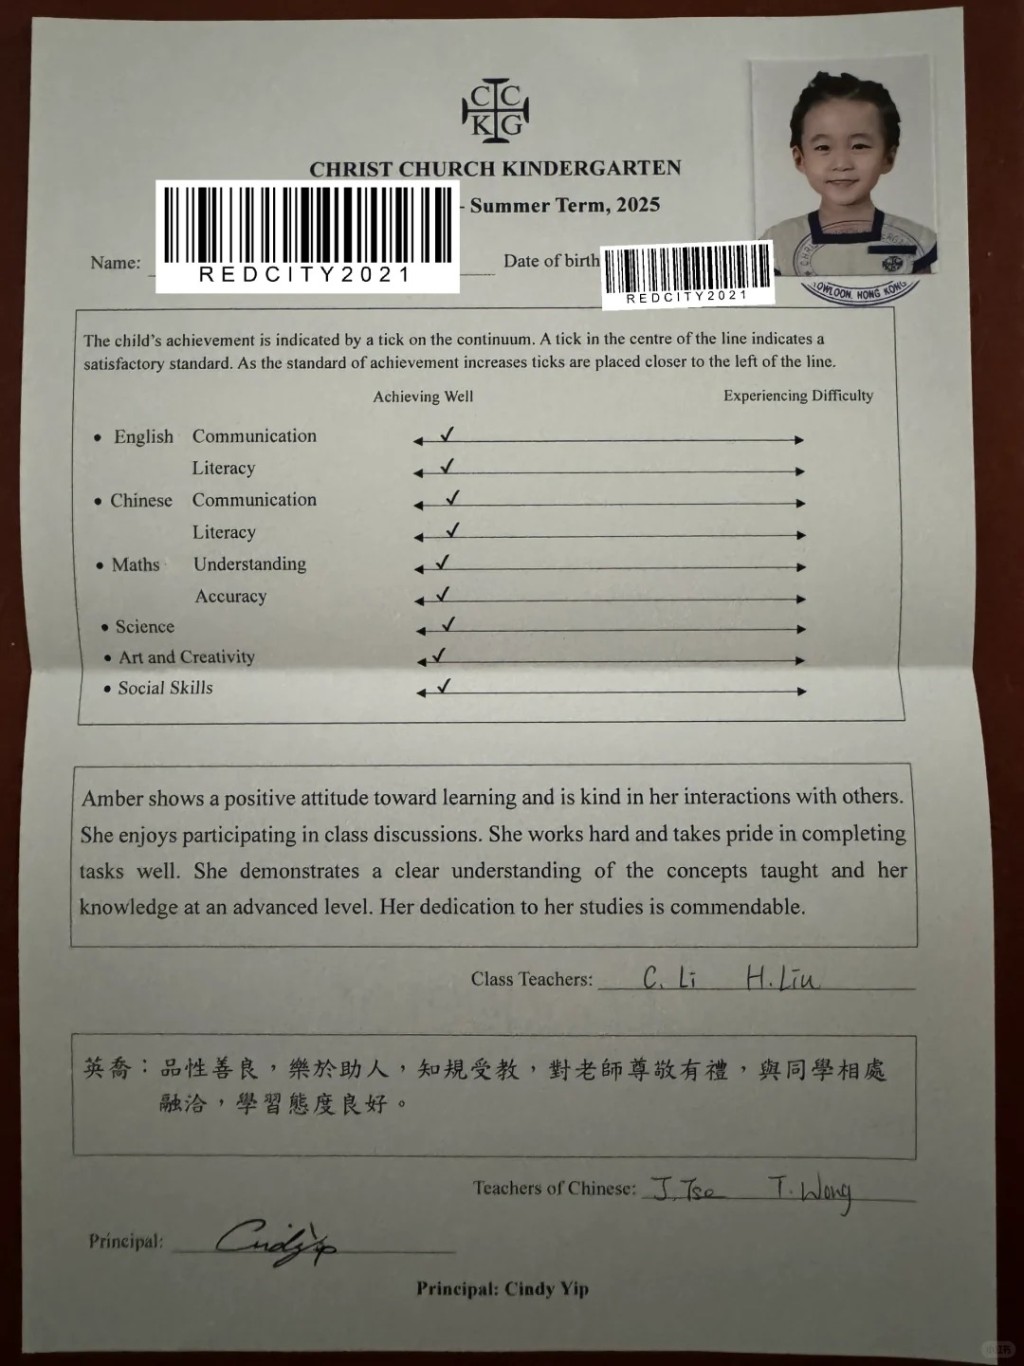 CC
KG
CHRIST CHURCH KINDERGARTEN
- Summer Term, 2025
Name:
REDCITY2021
Date of birth
REDCITY2021
OWLOON, HONG KONG
The child's achievement is indicated by a tick on the continuum. A tick in the centre of the line indicates a
satisfactory standard. As the standard of achievement increases ticks are placed closer to the left of the line.
Achieving Well Experiencing Difficulty
• English Communication
Literacy
• Chinese Communication
Literacy
• Maths Understanding
Accuracy
• Science
• Art and Creativity
• Social Skills
Amber shows a positive attitude toward learning and is kind in her interactions with others.
She enjoys participating in class discussions. She works hard and takes pride in completing
tasks well. She demonstrates a clear understanding of the concepts taught and her
knowledge at an advanced level. Her dedication to her studies is commendable.
Class Teachers: C. Li H. Liu
英喬：品性善良，樂於助人，知規受教，對老師尊敬有禮，與同學相處
融洽，學習態度良好。
Teachers of Chinese: J. Tse T. Wong
Principal:
Principal: Cindy Yip